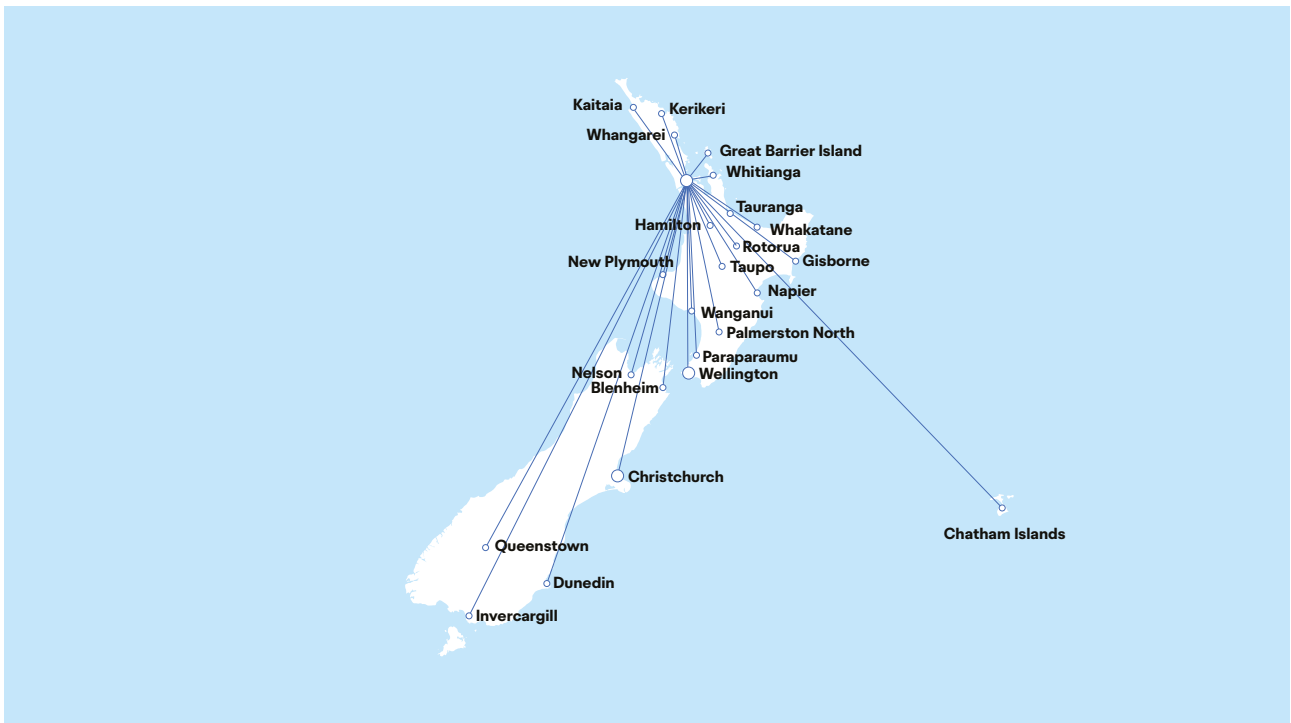 Kaitaia
Kerikeri
Whangarei
Great Barrier Island
Whitianga
Tauranga
Hamilton
Whakatane
Rotorua
New Plymouth
Gisborne
Taupo
Napier
Wanganui
Palmerston North
Paraparaumu
Nelson
Wellington
Blenheim
Christchurch
Chatham Islands
Queenstown
Dunedin
Invercargill